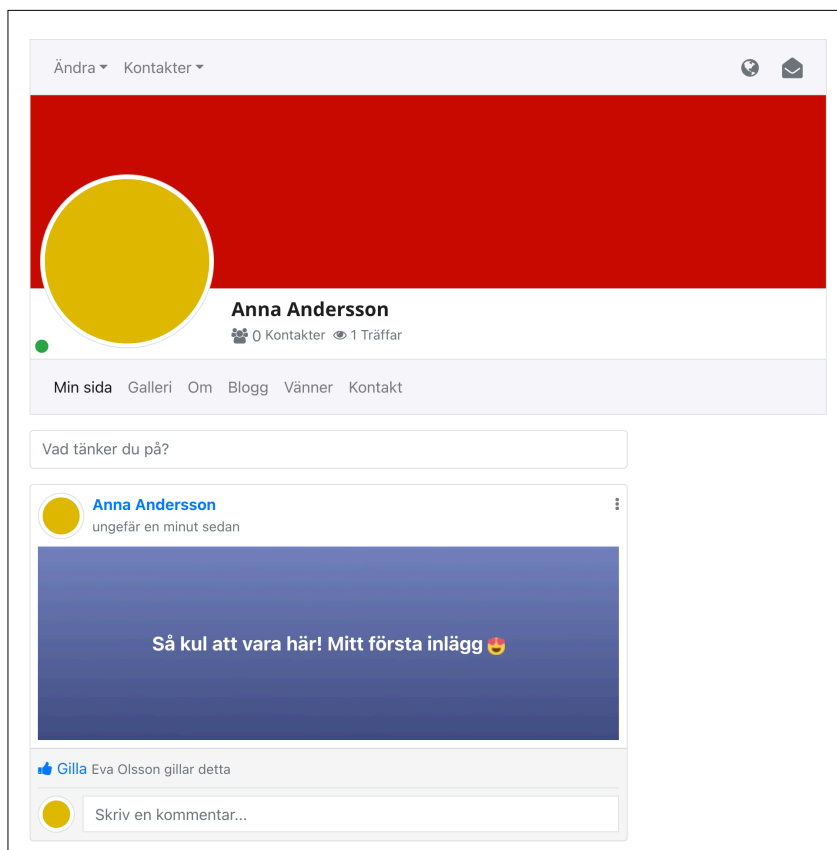 Ändra Kontakter
Anna Andersson
0 Kontakter 1 Träffar
Min sida Galleri Om Blogg Vänner Kontakt
Vad tänker du på?
Anna Andersson
ungefär en minut sedan
Så kul att vara här! Mitt första inlägg 😍
Gilla Eva Olsson gillar detta
Skriv en kommentar...